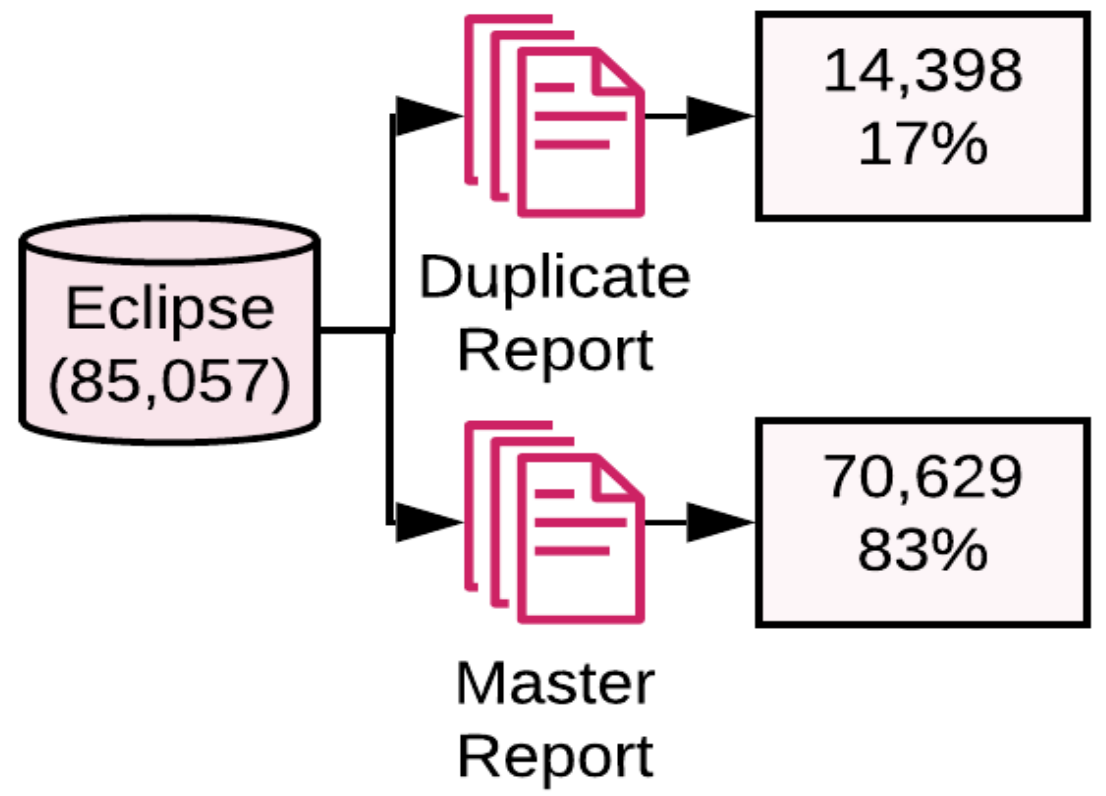 Eclipse
(85,057)
Duplicate
Report
14,398
17%
Master
Report
70,629
83%